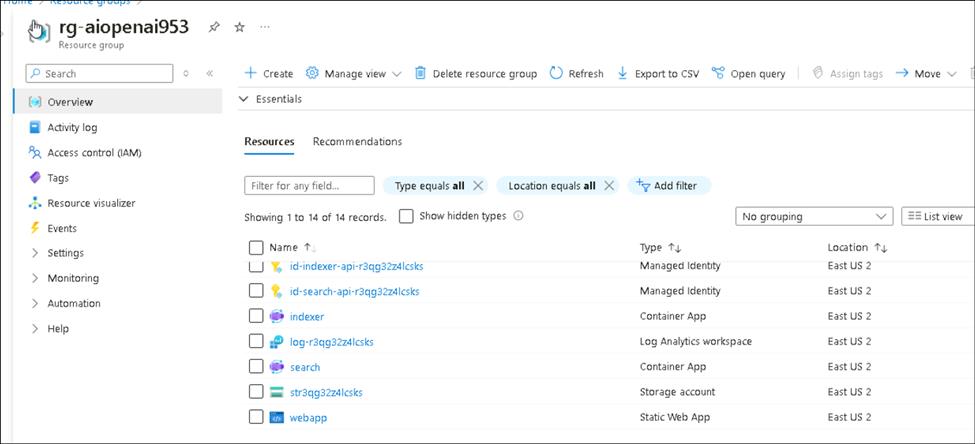 Home > Resource groups >
rg-aiopenai953 ...
Resource group
Search
Overview
Activity log
Access control (IAM)
Tags
Resource visualizer
Events
Settings
Monitoring
Automation
Help
Create Manage view Delete resource group Refresh Export to CSV Open query Assign tags Move
Essentials
Resources Recommendations
Filter for any field... Type equals all Location equals all Add filter
Showing 1 to 14 of 14 records. Show hidden types No grouping List view
Name Type Location
id-indexer-api-r3qg32z4lcsks Managed Identity East US 2
id-search-api-r3qg32z4lcsks Managed Identity East US 2
indexer Container App East US 2
log-r3qg32z4lcsks Log Analytics workspace East US 2
search Container App East US 2
str3qg32z4lcsks Storage account East US 2
webapp Static Web App East US 2